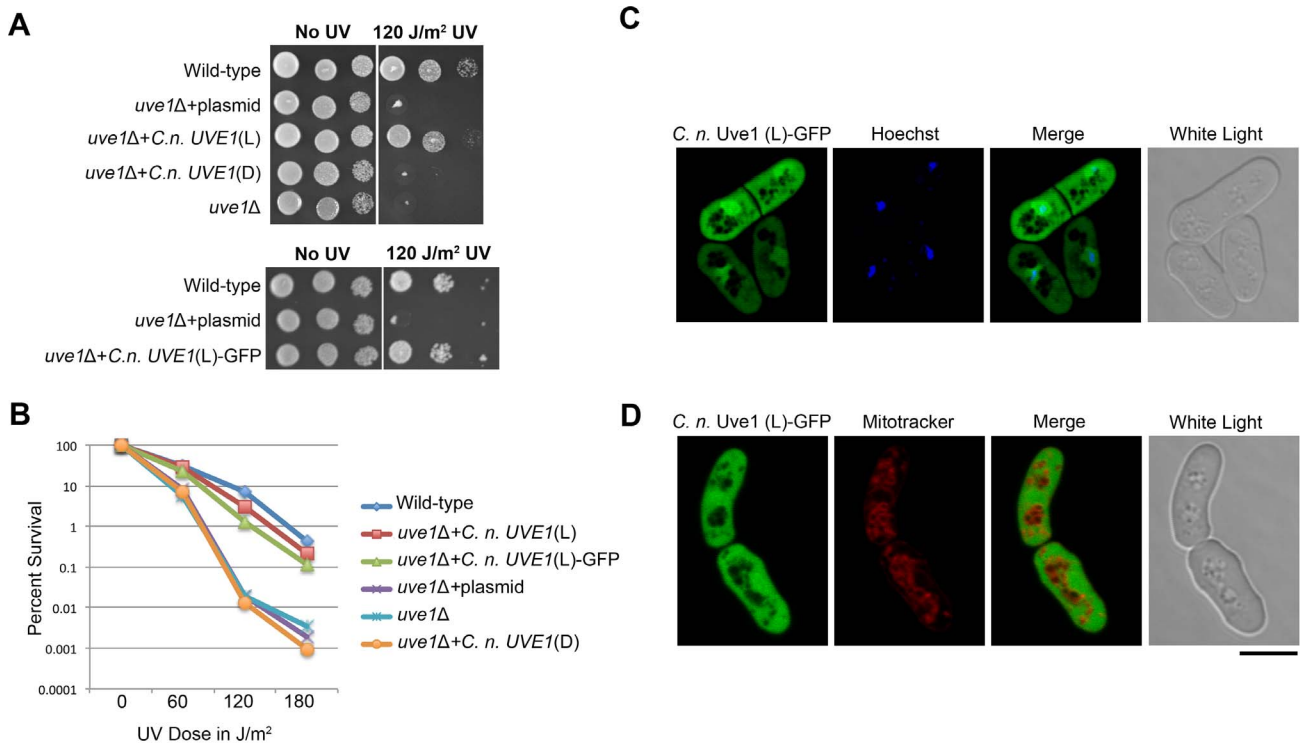 A
No UV 120 J/m² UV
Wild-type
uve1Δ+plasmid
uve1Δ+C.n. UVE1(L)
uve1Δ+C.n. UVE1(D)
uve1Δ
No UV 120 J/m² UV
Wild-type
uve1Δ+plasmid
uve1Δ+C.n. UVE1(L)-GFP
B
Percent Survival
100
10
1
0.1
0.01
0.001
0.0001
0 60 120 180
UV Dose in J/m²
Wild-type
uve1Δ+C. n. UVE1(L)
uve1Δ+C. n. UVE1(L)-GFP
uve1Δ+plasmid
uve1Δ
uve1Δ+C. n. UVE1(D)
C
C. n. Uve1 (L)-GFP Hoechst Merge White Light
D
C. n. Uve1 (L)-GFP Mitotracker Merge White Light